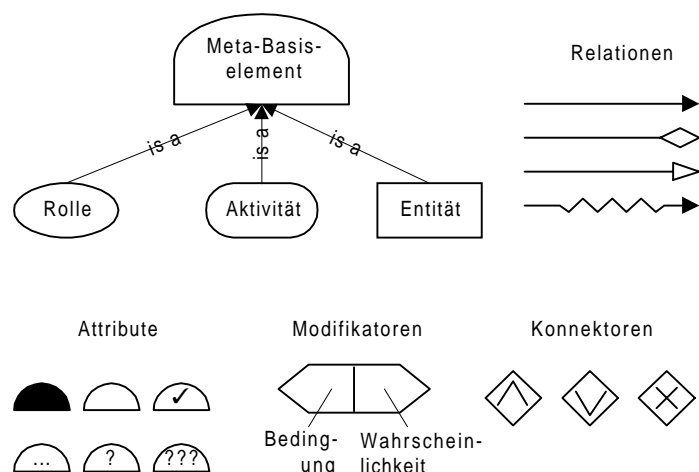 Meta-Basis-
element
Relationen
is a
is a
is a
Rolle
Aktivität
Entität
Attribute
Modifikatoren
Konnektoren
✓
...
?
???
Beding-
ung
Wahrschein-
lichkeit